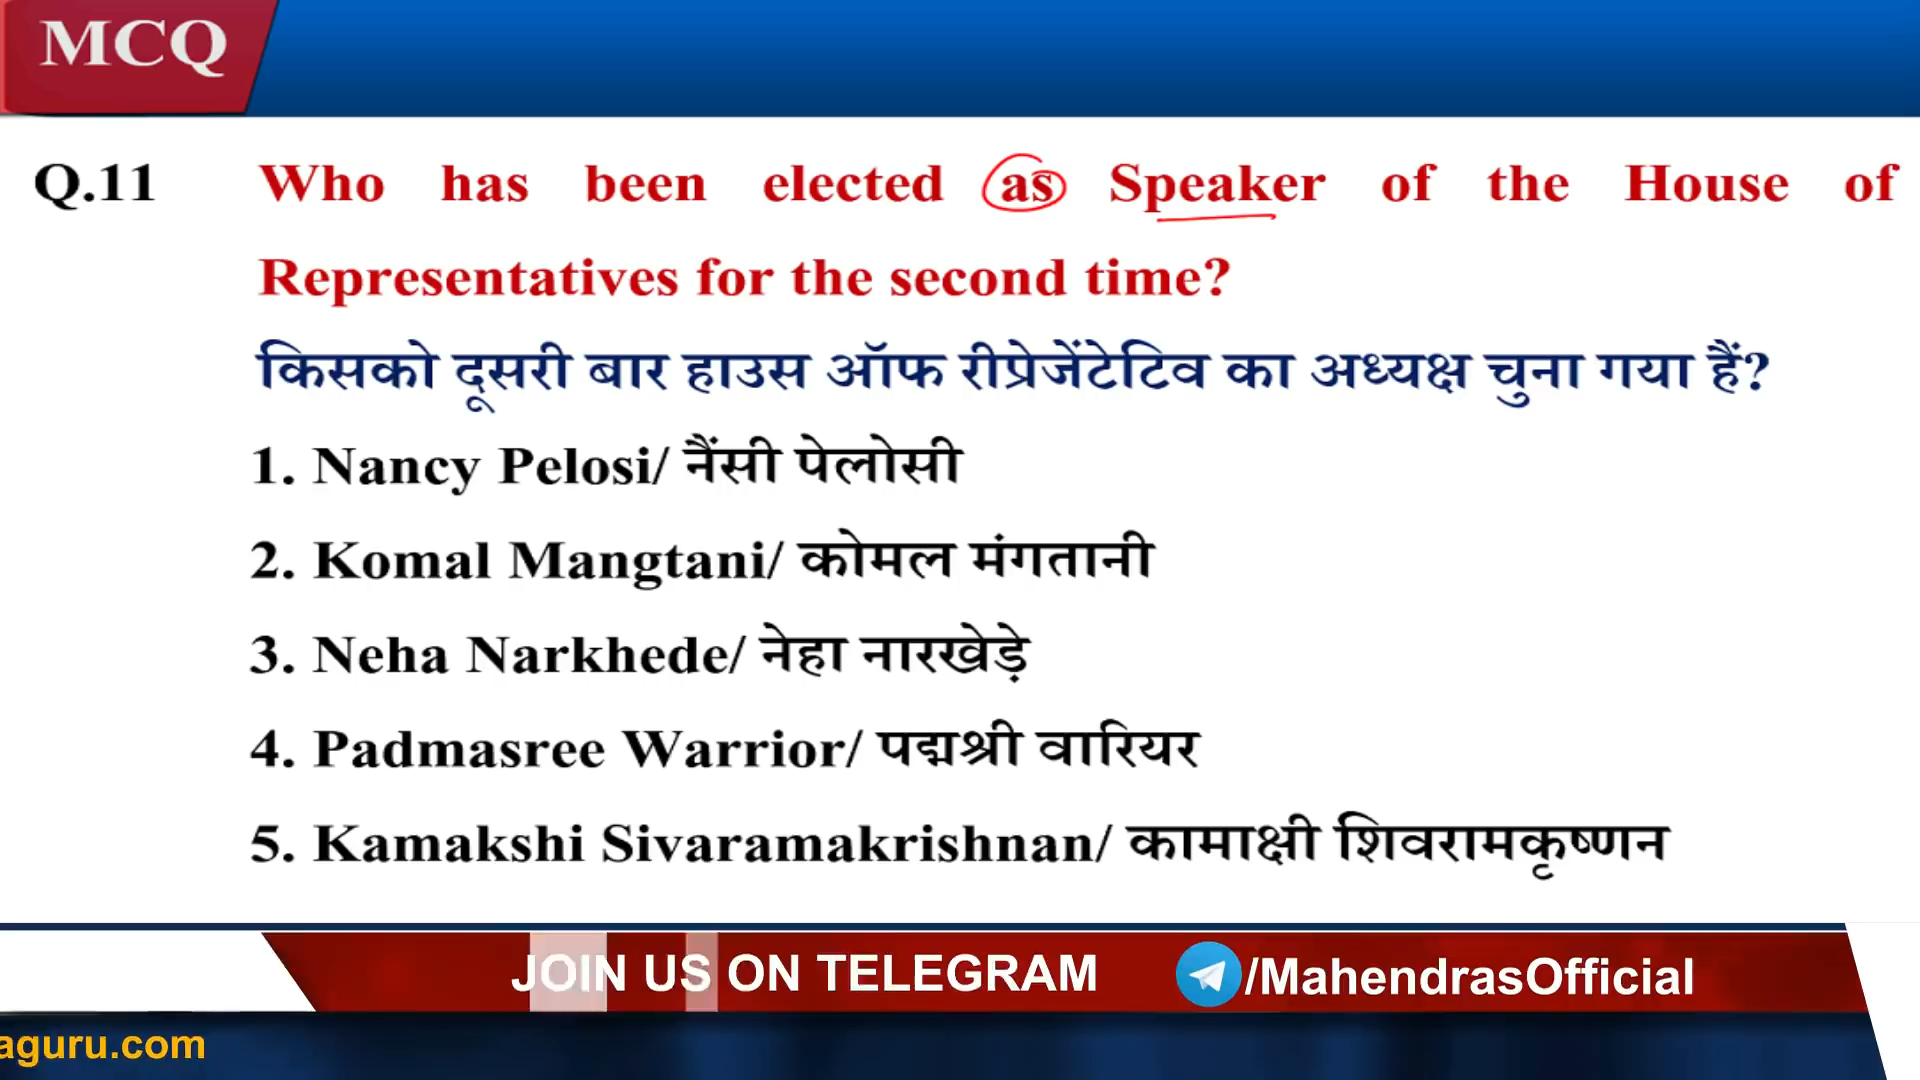 MCQ
Q.11 Who has been elected as Speaker of the House of
Representatives for the second time?
किसको दूसरी बार हाउस ऑफ रीप्रेजेंटेटिव का अध्यक्ष चुना गया हैं?
1. Nancy Pelosi/ नैंसी पेलोसी
2. Komal Mangtani/ कोमल मंगतानी
3. Neha Narkhede/ नेहा नारखेड़े
4. Padmasree Warrior/ पद्मश्री वारियर
5. Kamakshi Sivaramakrishnan/ कामाक्षी शिवरामकृष्णन
JOIN US ON TELEGRAM /MahendrasOfficial
aguru.com